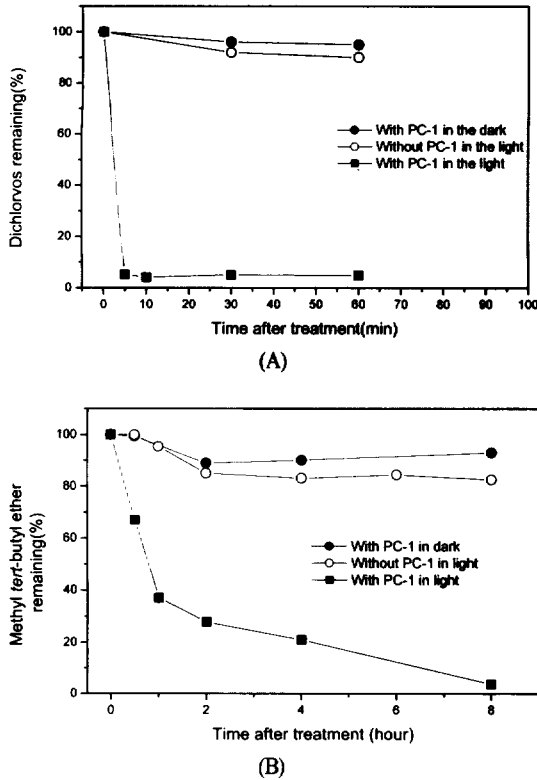 100
80
60
40
20
0
Dichlorvos remaining(%)
With PC-1 in the dark
Without PC-1 in the light
With PC-1 in the light
0 10 20 30 40 50 60 70 80 90 100
Time after treatment(min)
(A)
100
80
60
40
20
0
Methyl tert-butyl ether
remaining(%)
With PC-1 in dark
Without PC-1 in light
With PC-1 in light
0 2 4 6 8
Time after treatment (hour)
(B)